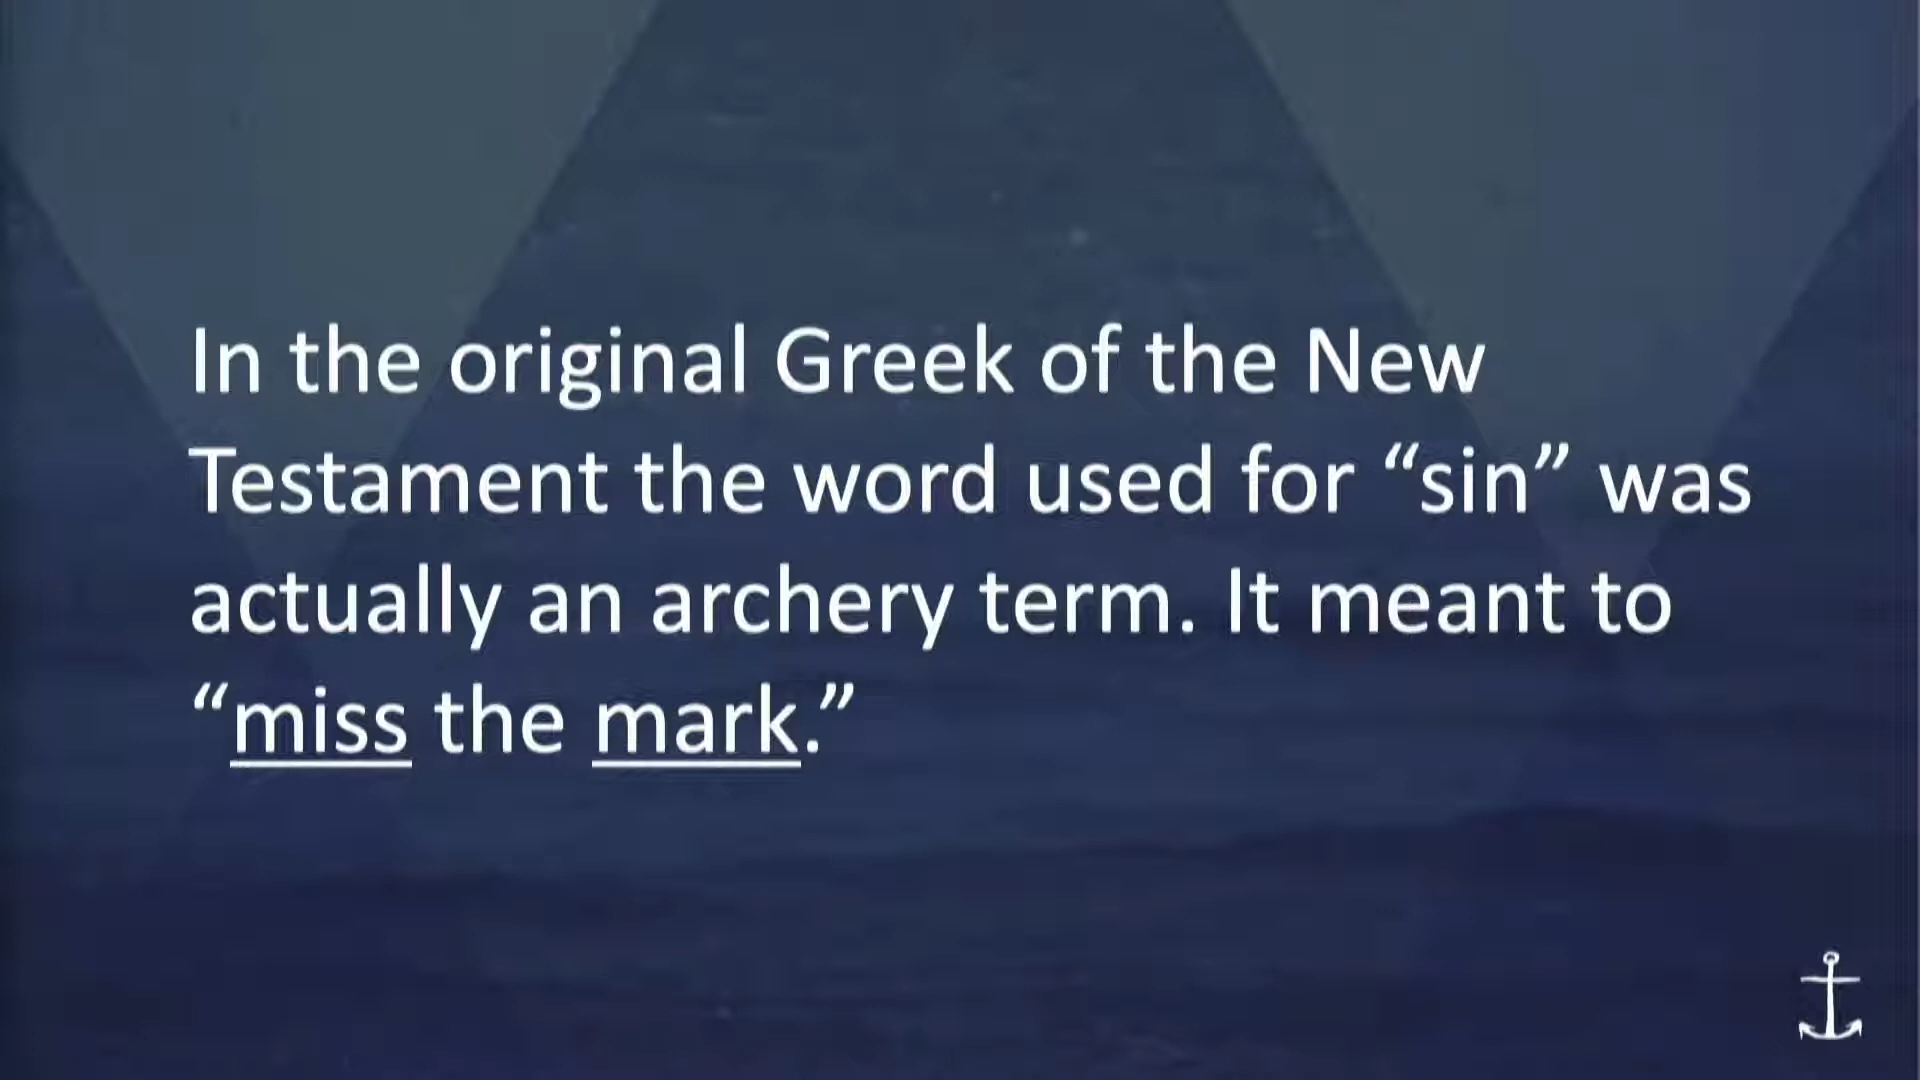 In the original Greek of the New
Testament the word used for “sin” was
actually an archery term. It meant to
“miss the mark.”